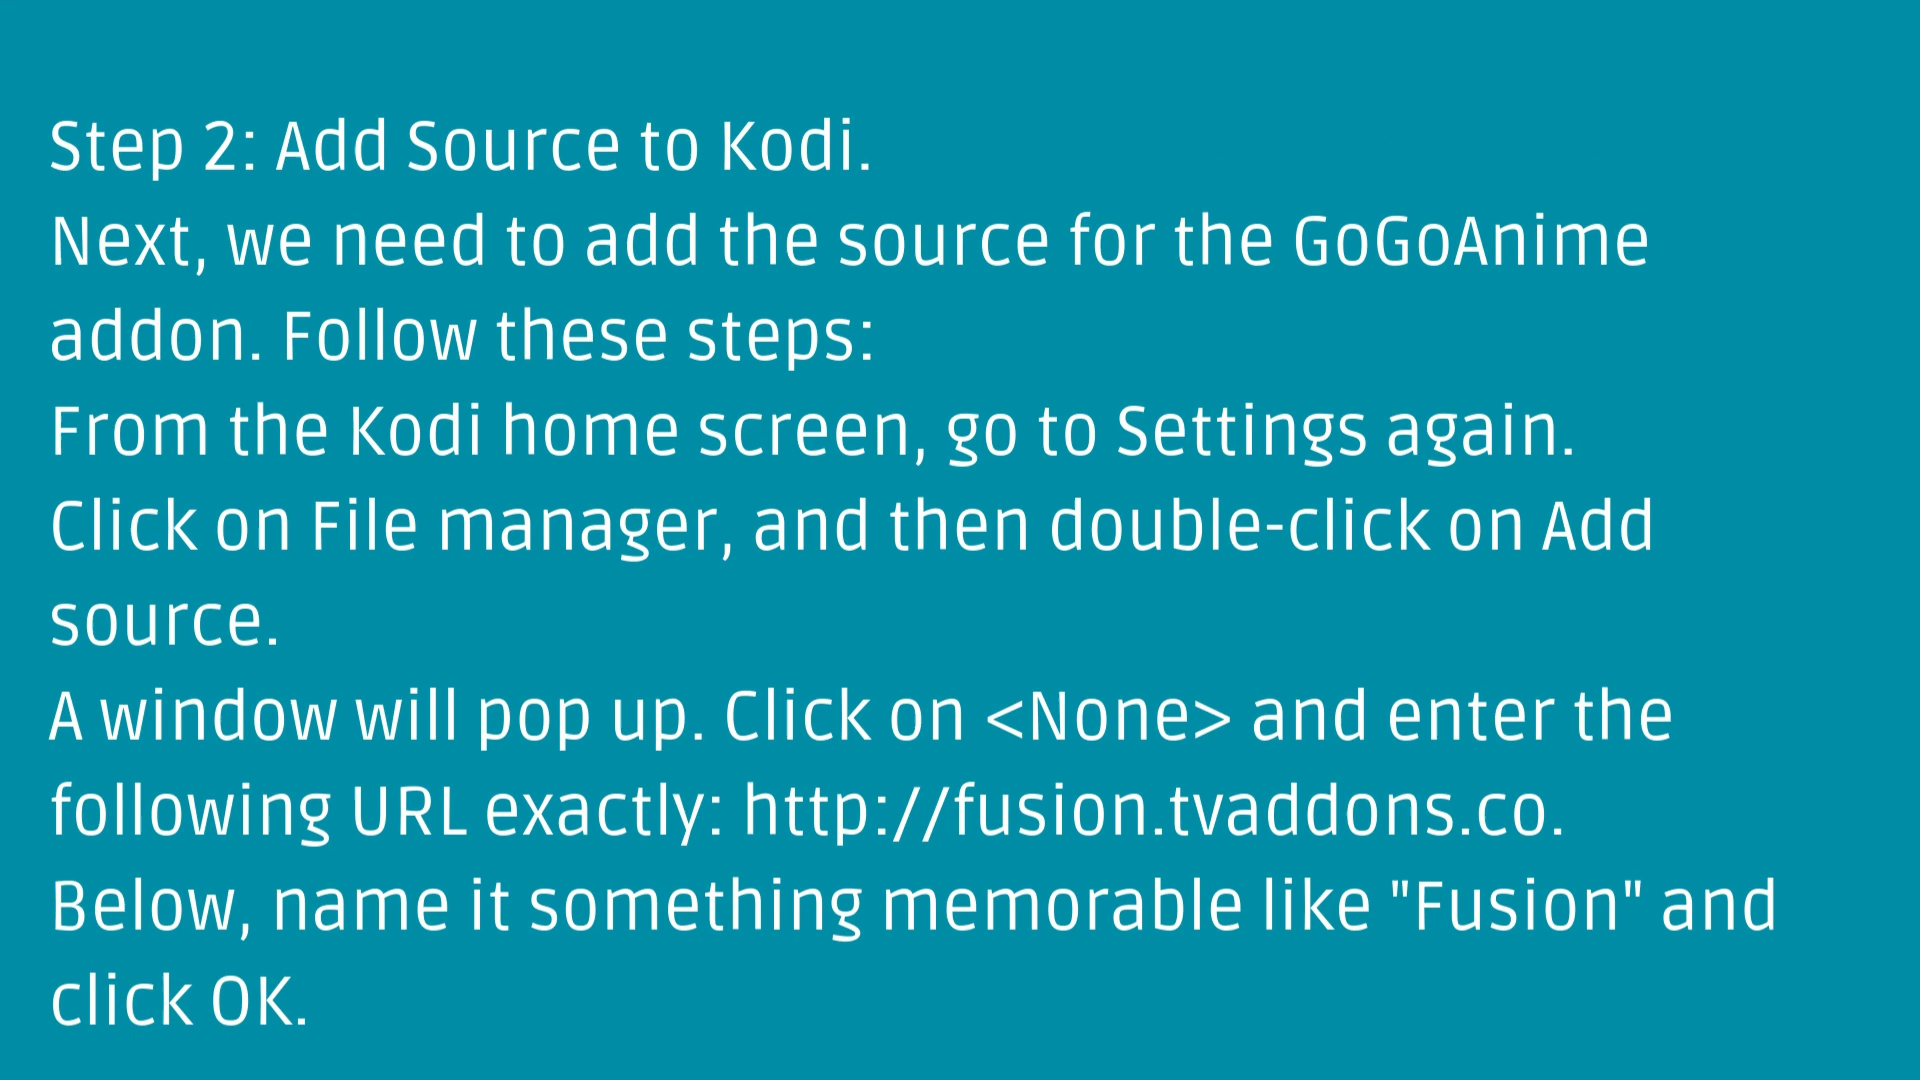 Step 2: Add Source to Kodi.
Next, we need to add the source for the GoGoAnime
addon. Follow these steps:
From the Kodi home screen, go to Settings again.
Click on File manager, and then double-click on Add
source.
A window will pop up. Click on <None> and enter the
following URL exactly: http://fusion.tvaddons.co.
Below, name it something memorable like "Fusion" and
click OK.